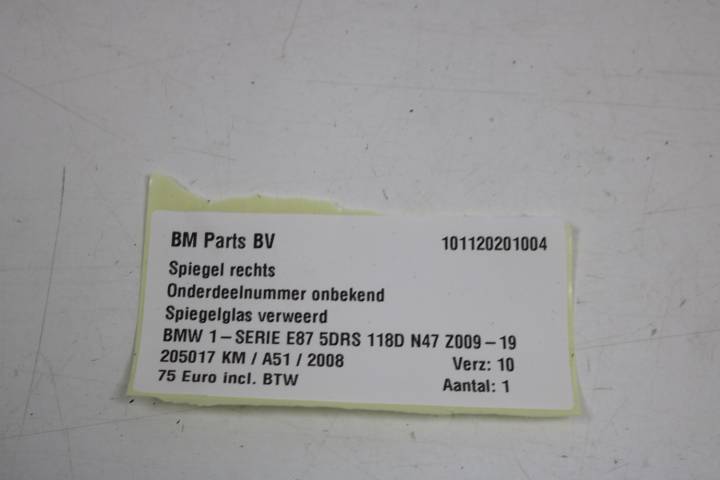 BM Parts BV 101120201004
Spiegel rechts
Onderdeelnummer onbekend
Spiegelglas verweerd
BMW 1-SERIE E87 5DRS 118D N47 Z009-19
205017 KM / A51 / 2008 Verz: 10
75 Euro incl. BTW Aantal: 1